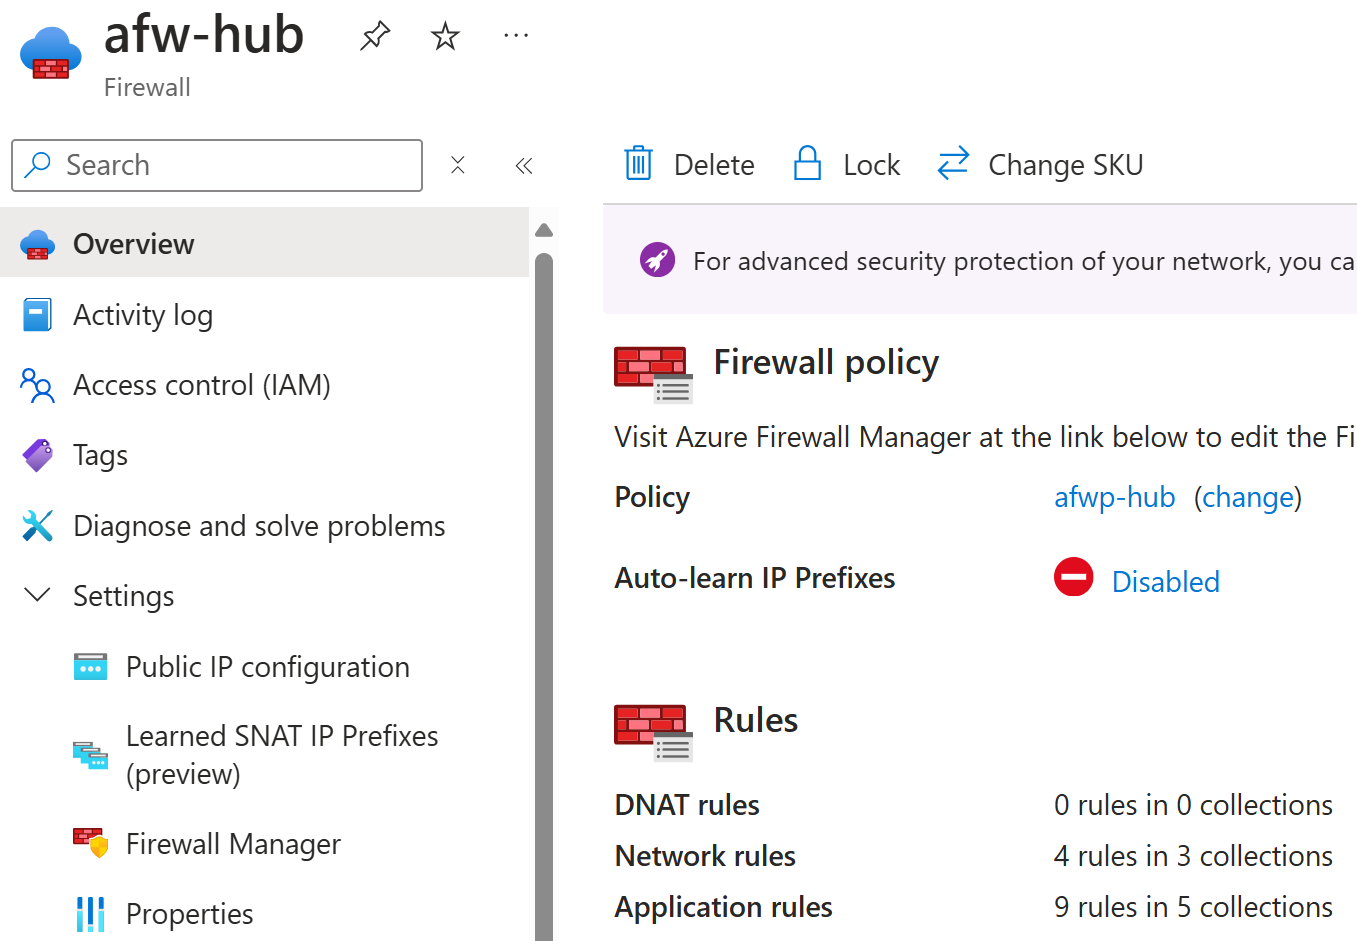 afw-hub
Firewall
Search
Delete
Lock
Change SKU
Overview
Activity log
Access control (IAM)
Tags
Diagnose and solve problems
Settings
Public IP configuration
Learned SNAT IP Prefixes
(preview)
Firewall Manager
Properties
For advanced security protection of your network, you ca
Firewall policy
Visit Azure Firewall Manager at the link below to edit the Fi
Policy afwp-hub (change)
Auto-learn IP Prefixes Disabled
Rules
DNAT rules 0 rules in 0 collections
Network rules 4 rules in 3 collections
Application rules 9 rules in 5 collections